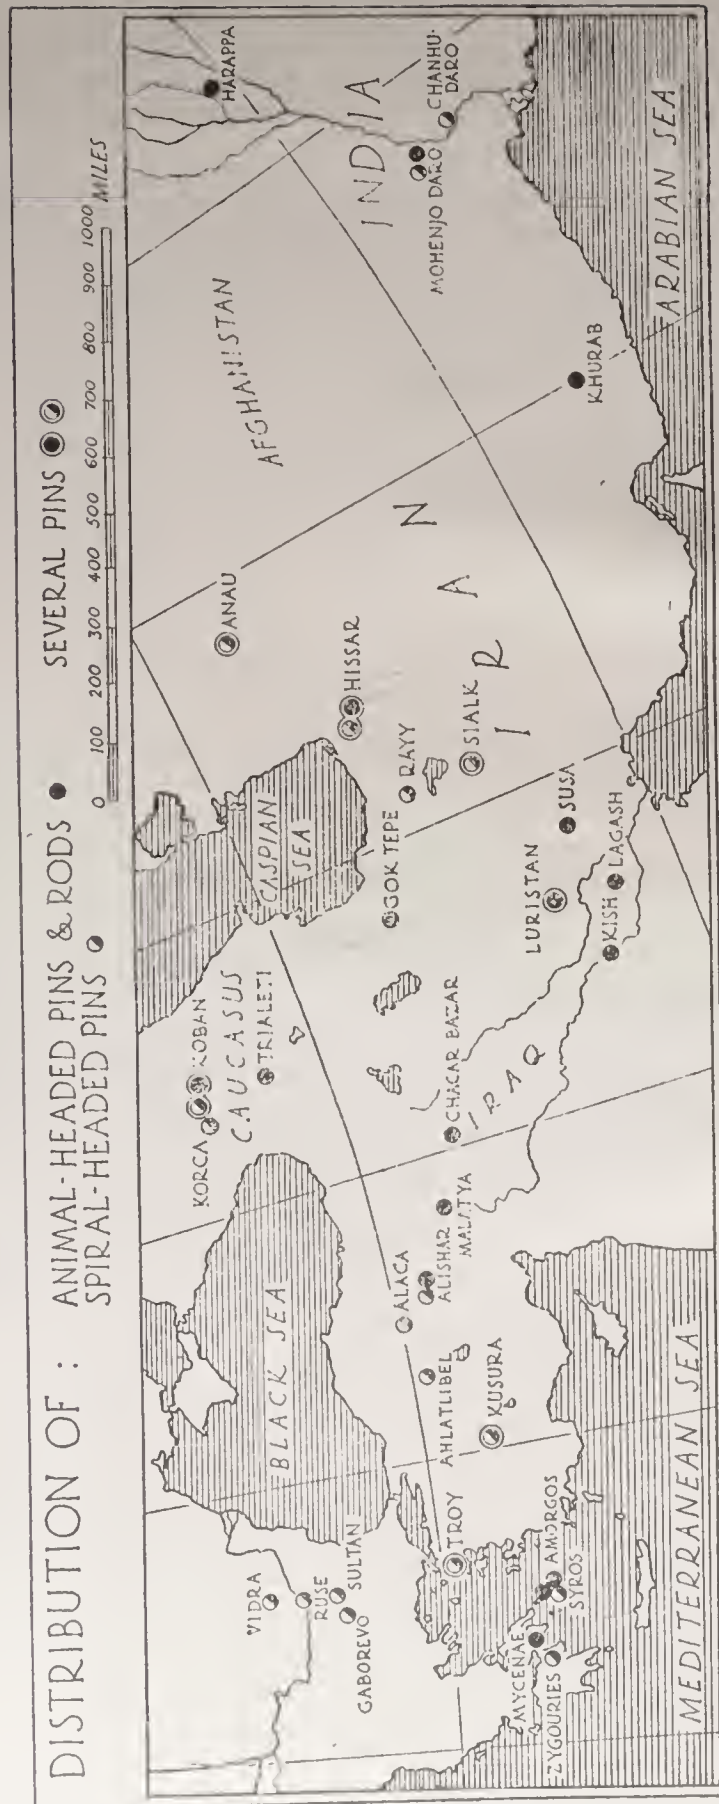 DISTRIBUTION OF :
ANIMAL-HEADED PINS & RODS
SPIRAL-HEADED PINS
SEVERAL PINS
0 100 200 300 400 500 600 700 800 900 1000 MILES
VIDRA
RUSE
SULTAN
GABOREVO
BLACK SEA
KORCA
KOBAN
CAUCASUS
TRIALETI
CASPIAN
SEA
ANAU
HISSAR
AFGHANISTAN
HARAPPA
INDIA
CHANHU-
DARO
MOHENJO DARO
TROY
AHLATLIBEL
KUSURA
ALACA
ALISHAR
MALATYA
CHAGAR BAZAR
IRAQ
GOK TEPE
RAYY
SIALK
IRAN
LURISTAN
SUSA
KISH
LAGASH
KHURAB
ARABIAN SEA
MYCENAE
ZYGOURIES
AMORGOS
SYROS
MEDITERRANEAN SEA